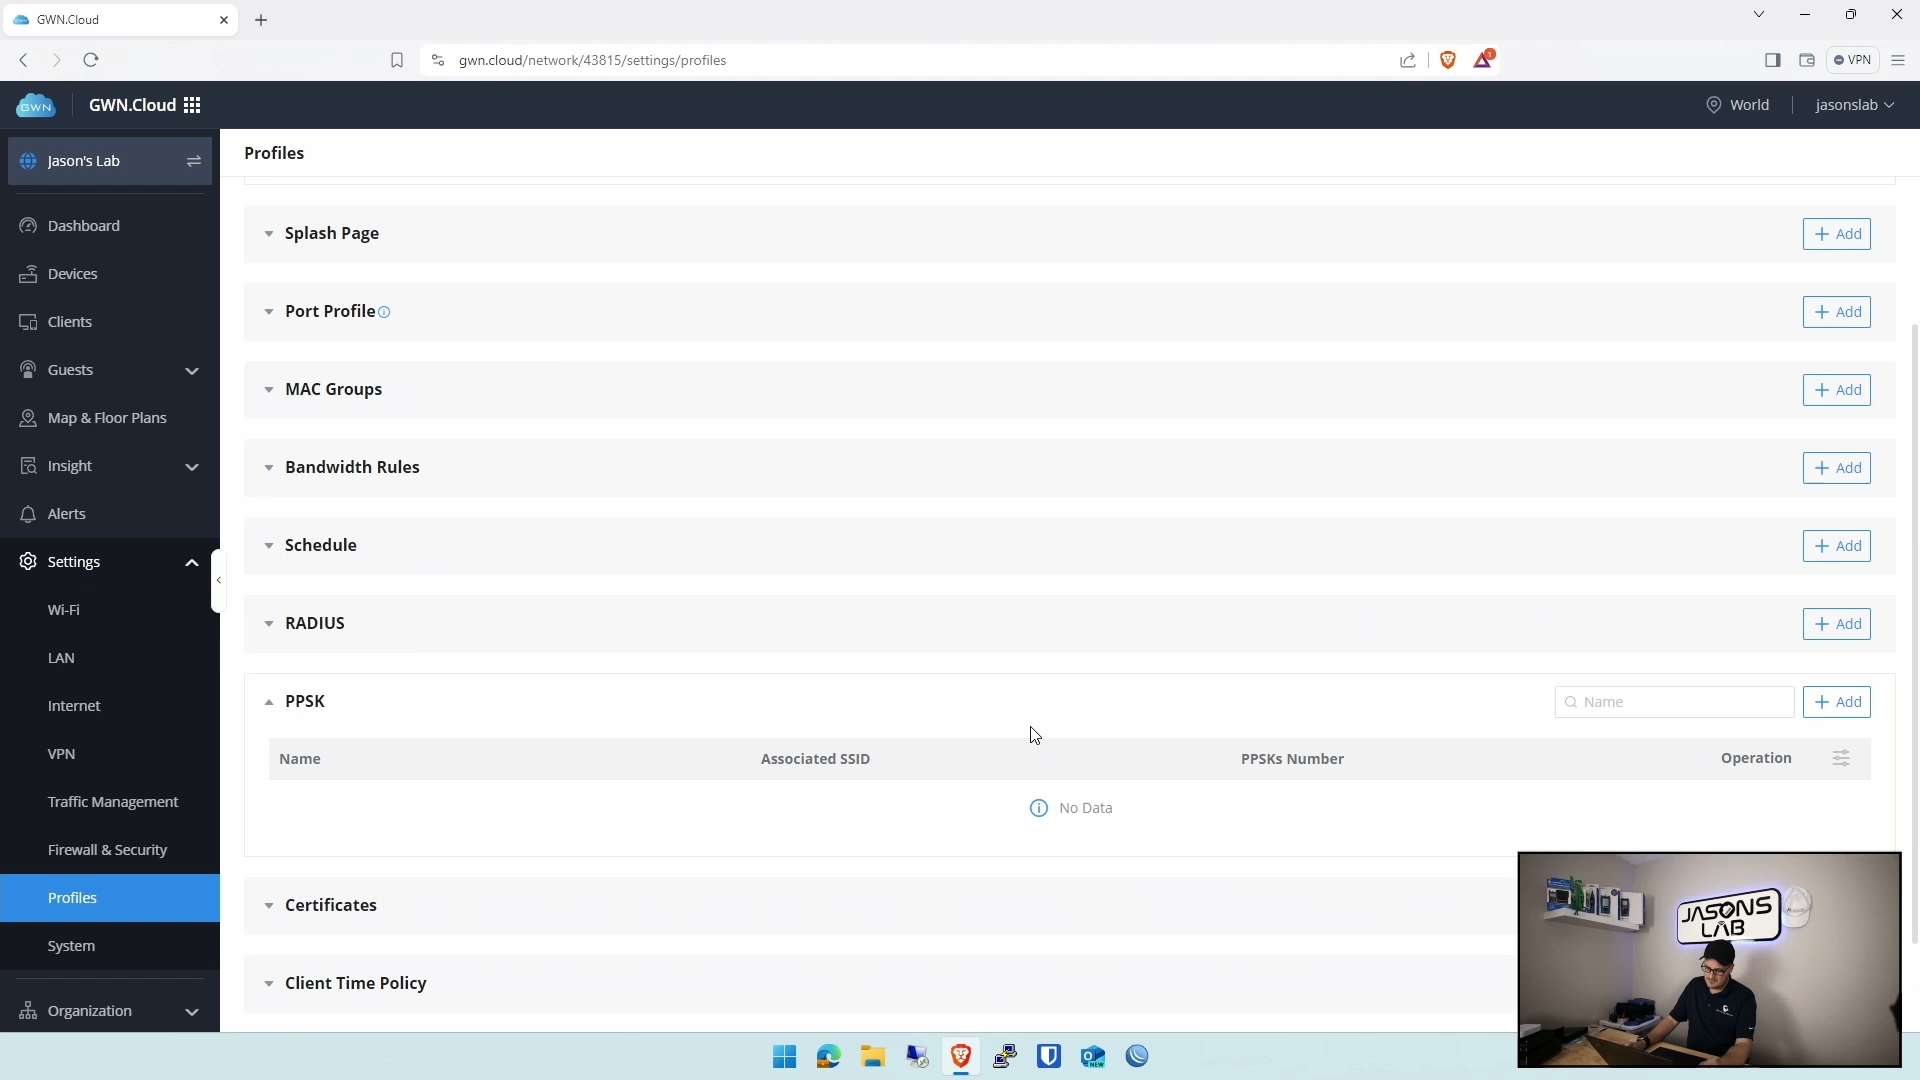 GWN.Cloud
gwn.cloud/network/43815/settings/profiles
1
VPN
GWN
GWN.Cloud
World
jasonslab
Jason's Lab
Profiles
Dashboard
Devices
Clients
Guests
Map & Floor Plans
Insight
Alerts
Settings
Wi-Fi
LAN
Internet
VPN
Traffic Management
Firewall & Security
Profiles
System
Organization
Splash Page
+ Add
Port Profile
+ Add
MAC Groups
+ Add
Bandwidth Rules
+ Add
Schedule
+ Add
RADIUS
+ Add
PPSK
Name
+ Add
Name Associated SSID PPSKs Number Operation
No Data
Certificates
Client Time Policy
JASONS
LAB
NEW